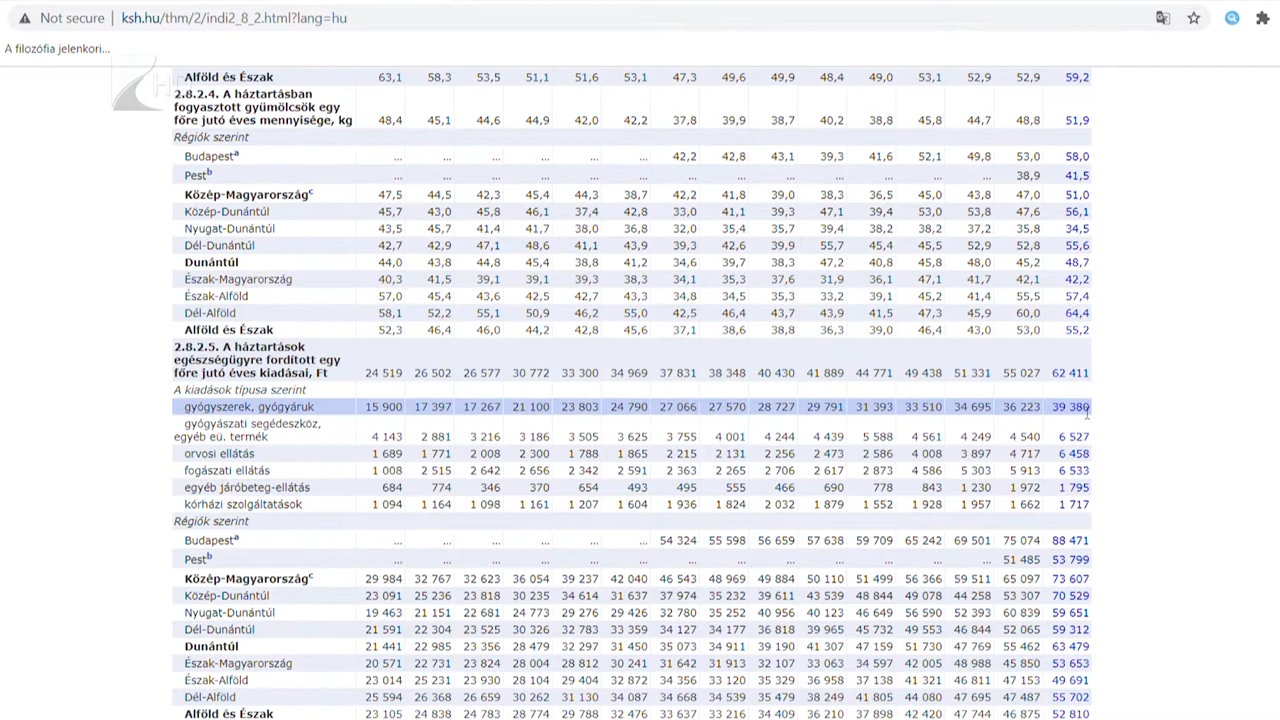 Not secure | ksh.hu/thm/2/indi2_8_2.html?lang=hu
A filozófia jelenkori...
Alföld és Észak 63,1 58,3 53,5 51,1 51,6 53,1 47,3 49,6 49,9 48,4 49,0 53,1 52,9 52,9 59,2
2.8.2.4. A háztartásban
fogyasztott gyümölcsök egy
főre jutó éves mennyisége, kg 48,4 45,1 44,6 44,9 42,0 42,2 37,8 39,9 38,7 40,2 38,8 45,8 44,7 48,8 51,9
Régiók szerint
Budapestᵃ ... ... ... ... ... ... 42,2 42,8 43,1 39,3 41,6 52,1 49,8 53,0 58,0
Pestᵇ ... ... ... ... ... ... ... ... ... ... ... ... ... 38,9 41,5
Közép-Magyarországᶜ 47,5 44,5 42,3 45,4 44,3 38,7 42,2 41,8 39,0 38,3 36,5 45,0 43,8 47,0 51,0
Közép-Dunántúl 45,7 43,0 45,8 46,1 37,4 42,8 33,0 41,1 39,3 47,1 39,4 53,0 53,8 47,6 56,1
Nyugat-Dunántúl 43,5 45,7 41,4 41,7 38,0 36,8 32,0 35,4 35,7 39,4 38,2 38,2 37,2 35,8 34,5
Dél-Dunántúl 42,7 42,9 47,1 48,6 41,1 43,9 39,3 42,6 39,9 55,7 45,4 45,5 52,9 52,8 55,6
Dunántúl 44,0 43,8 44,8 45,4 38,8 41,2 34,6 39,7 38,3 47,2 40,8 45,8 48,0 45,2 48,7
Észak-Magyarország 40,3 41,5 39,1 39,1 39,3 38,3 34,1 35,3 37,6 31,9 36,1 47,1 41,7 42,1 42,2
Észak-Alföld 57,0 45,4 43,6 42,5 42,7 43,3 34,8 34,5 35,3 33,2 39,1 45,2 41,4 55,5 57,4
Dél-Alföld 58,1 52,2 55,1 50,9 46,2 55,0 42,5 46,4 43,7 43,9 41,5 47,3 45,9 60,0 64,4
Alföld és Észak 52,3 46,4 46,0 44,2 42,8 45,6 37,1 38,6 38,8 36,3 39,0 46,4 43,0 53,0 55,2
2.8.2.5. A háztartások
egészségügyre fordított egy
főre jutó éves kiadásai, Ft 24 519 26 502 26 577 30 772 33 300 34 969 37 831 38 348 40 430 41 889 44 771 49 438 51 331 55 027 62 411
A kiadások típusa szerint
gyógyszerek, gyógyáruk 15 900 17 397 17 267 21 100 23 803 24 790 27 066 27 570 28 727 29 791 31 393 33 510 34 695 36 223 39 380
gyógyászati segédeszköz,
egyéb eü. termék 4 143 2 881 3 216 3 186 3 505 3 625 3 755 4 001 4 244 4 439 5 588 4 561 4 249 4 540 6 527
orvosi ellátás 1 689 1 771 2 008 2 300 1 788 1 865 2 215 2 131 2 256 2 473 2 586 4 008 3 897 4 717 6 458
fogászati ellátás 1 008 2 515 2 642 2 656 2 342 2 591 2 363 2 265 2 706 2 617 2 873 4 586 5 303 5 913 6 533
egyéb járóbeteg-ellátás 684 774 346 370 654 493 495 555 466 690 778 843 1 230 1 972 1 795
kórházi szolgáltatások 1 094 1 164 1 098 1 161 1 207 1 604 1 936 1 824 2 032 1 879 1 552 1 928 1 957 1 662 1 717
Régiók szerint
Budapestᵃ ... ... ... ... ... ... 54 324 55 598 56 659 57 638 59 709 65 242 69 501 75 074 88 471
Pestᵇ ... ... ... ... ... ... ... ... ... ... ... ... ... 51 485 53 799
Közép-Magyarországᶜ 29 984 32 767 32 623 36 054 39 237 42 040 46 543 48 969 49 884 50 110 51 499 56 366 59 511 65 097 73 607
Közép-Dunántúl 23 091 25 236 23 818 30 235 34 614 31 637 37 974 35 232 39 611 43 539 48 844 49 078 44 258 53 307 70 529
Nyugat-Dunántúl 19 463 21 151 22 681 24 773 29 276 29 426 32 780 35 252 40 956 40 123 46 649 56 590 52 393 60 839 59 651
Dél-Dunántúl 21 591 22 304 23 525 30 326 32 783 33 359 34 127 34 177 36 818 39 965 45 732 49 553 46 844 52 065 59 312
Dunántúl 21 441 22 985 23 356 28 479 32 297 31 450 35 073 34 911 39 190 41 307 47 159 51 730 47 769 55 462 63 479
Észak-Magyarország 20 571 22 731 23 824 28 004 28 812 30 241 31 642 31 913 32 107 33 063 34 597 42 005 48 988 45 850 53 653
Észak-Alföld 23 014 25 231 23 930 28 104 29 404 32 872 34 356 33 120 35 329 36 958 37 138 41 321 46 811 47 153 49 691
Dél-Alföld 25 594 26 368 26 659 30 262 31 130 34 087 34 668 34 539 35 479 38 249 41 805 44 080 47 695 47 487 55 702
Alföld és Észak 23 105 24 838 24 783 28 774 29 788 32 476 33 637 33 216 34 409 36 210 37 898 42 420 47 744 46 875 52 810